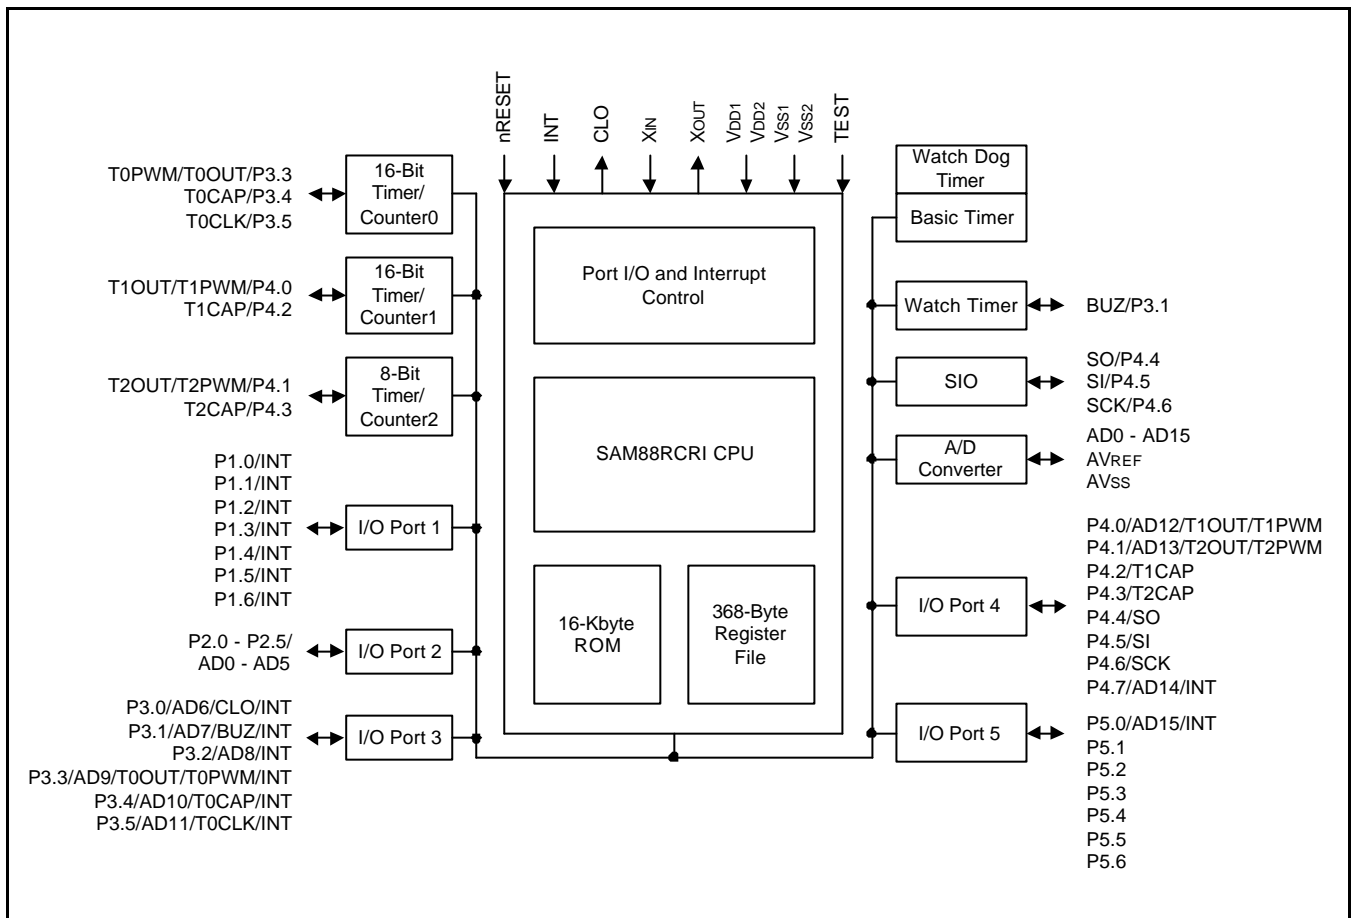 nRESET
INT
CLO
XIN
XOUT
VDD1
VDD2
VSS1
VSS2
TEST
T0PWM/T0OUT/P3.3
T0CAP/P3.4
T0CLK/P3.5
16-Bit
Timer/
Counter0
T1OUT/T1PWM/P4.0
T1CAP/P4.2
16-Bit
Timer/
Counter1
T2OUT/T2PWM/P4.1
T2CAP/P4.3
8-Bit
Timer/
Counter2
P1.0/INT
P1.1/INT
P1.2/INT
P1.3/INT
P1.4/INT
P1.5/INT
P1.6/INT
I/O Port 1
P2.0 - P2.5/
AD0 - AD5
I/O Port 2
P3.0/AD6/CLO/INT
P3.1/AD7/BUZ/INT
P3.2/AD8/INT
P3.3/AD9/T0OUT/T0PWM/INT
P3.4/AD10/T0CAP/INT
P3.5/AD11/T0CLK/INT
I/O Port 3
Port I/O and Interrupt
Control
SAM88RCRI CPU
16-Kbyte
ROM
368-Byte
Register
File
Watch Dog
Timer
Basic Timer
Watch Timer
BUZ/P3.1
SIO
SO/P4.4
SI/P4.5
SCK/P4.6
A/D
Converter
AD0 - AD15
AVREF
AVSS
I/O Port 4
P4.0/AD12/T1OUT/T1PWM
P4.1/AD13/T2OUT/T2PWM
P4.2/T1CAP
P4.3/T2CAP
P4.4/SO
P4.5/SI
P4.6/SCK
P4.7/AD14/INT
I/O Port 5
P5.0/AD15/INT
P5.1
P5.2
P5.3
P5.4
P5.5
P5.6